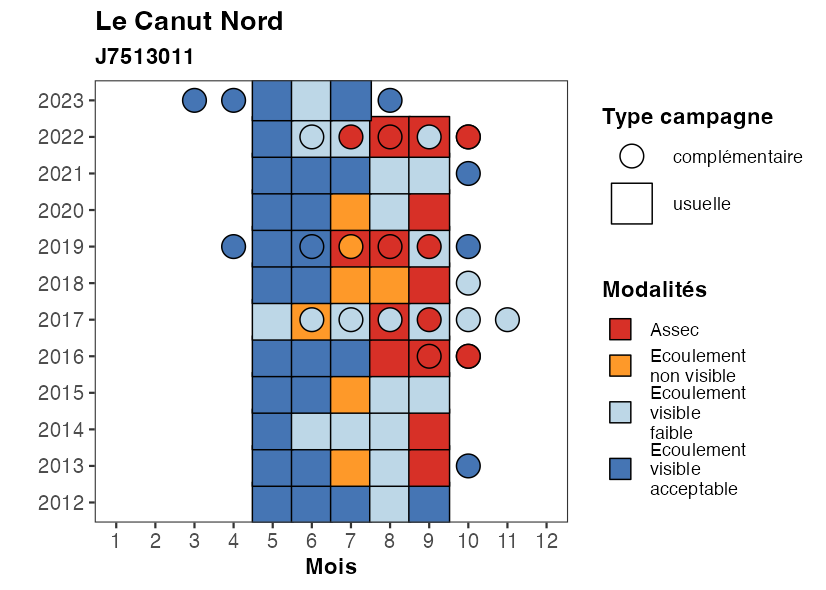 Le Canut Nord
J7513011
2023
2022
2021
2020
2019
2018
2017
2016
2015
2014
2013
2012
1 2 3 4 5 6 7 8 9 10 11 12
Mois
Type campagne
complémentaire
usuelle
Modalités
Assec
Ecoulement
non visible
Ecoulement
visible
faible
Ecoulement
visible
acceptable